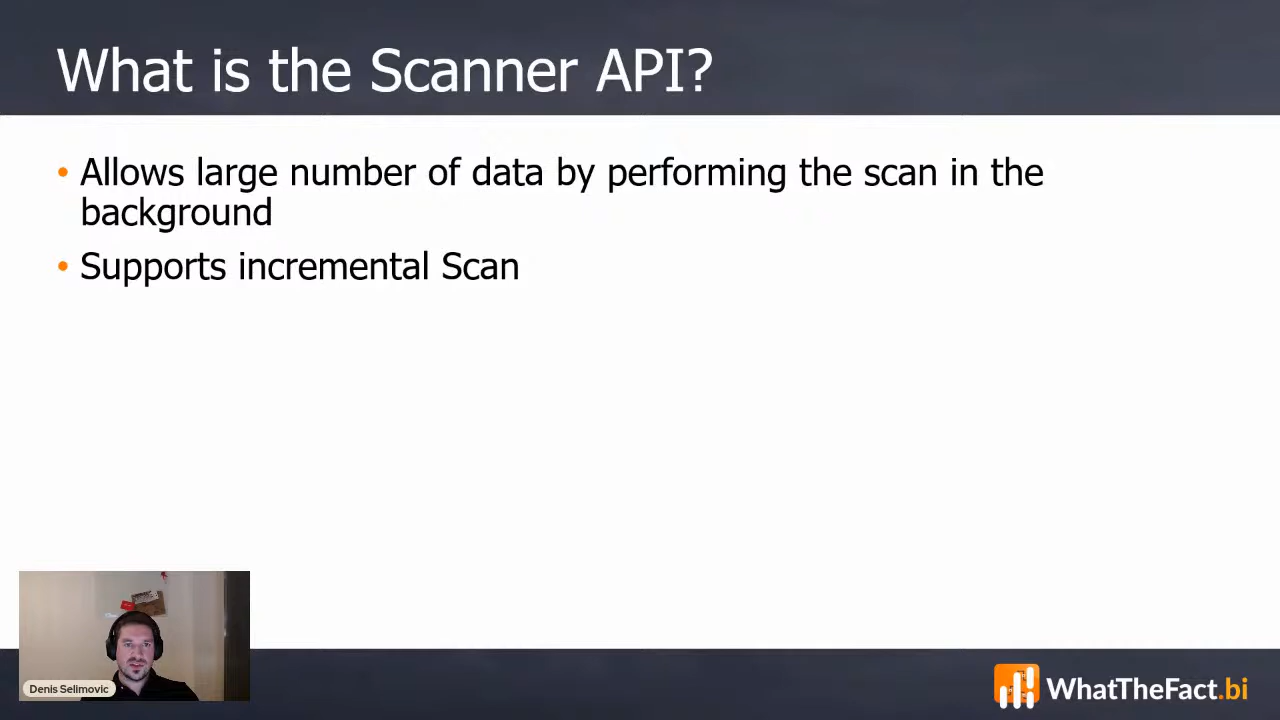 What is the Scanner API?
• Allows large number of data by performing the scan in the
background
• Supports incremental Scan
Denis Selimovic
WhatTheFact.bi